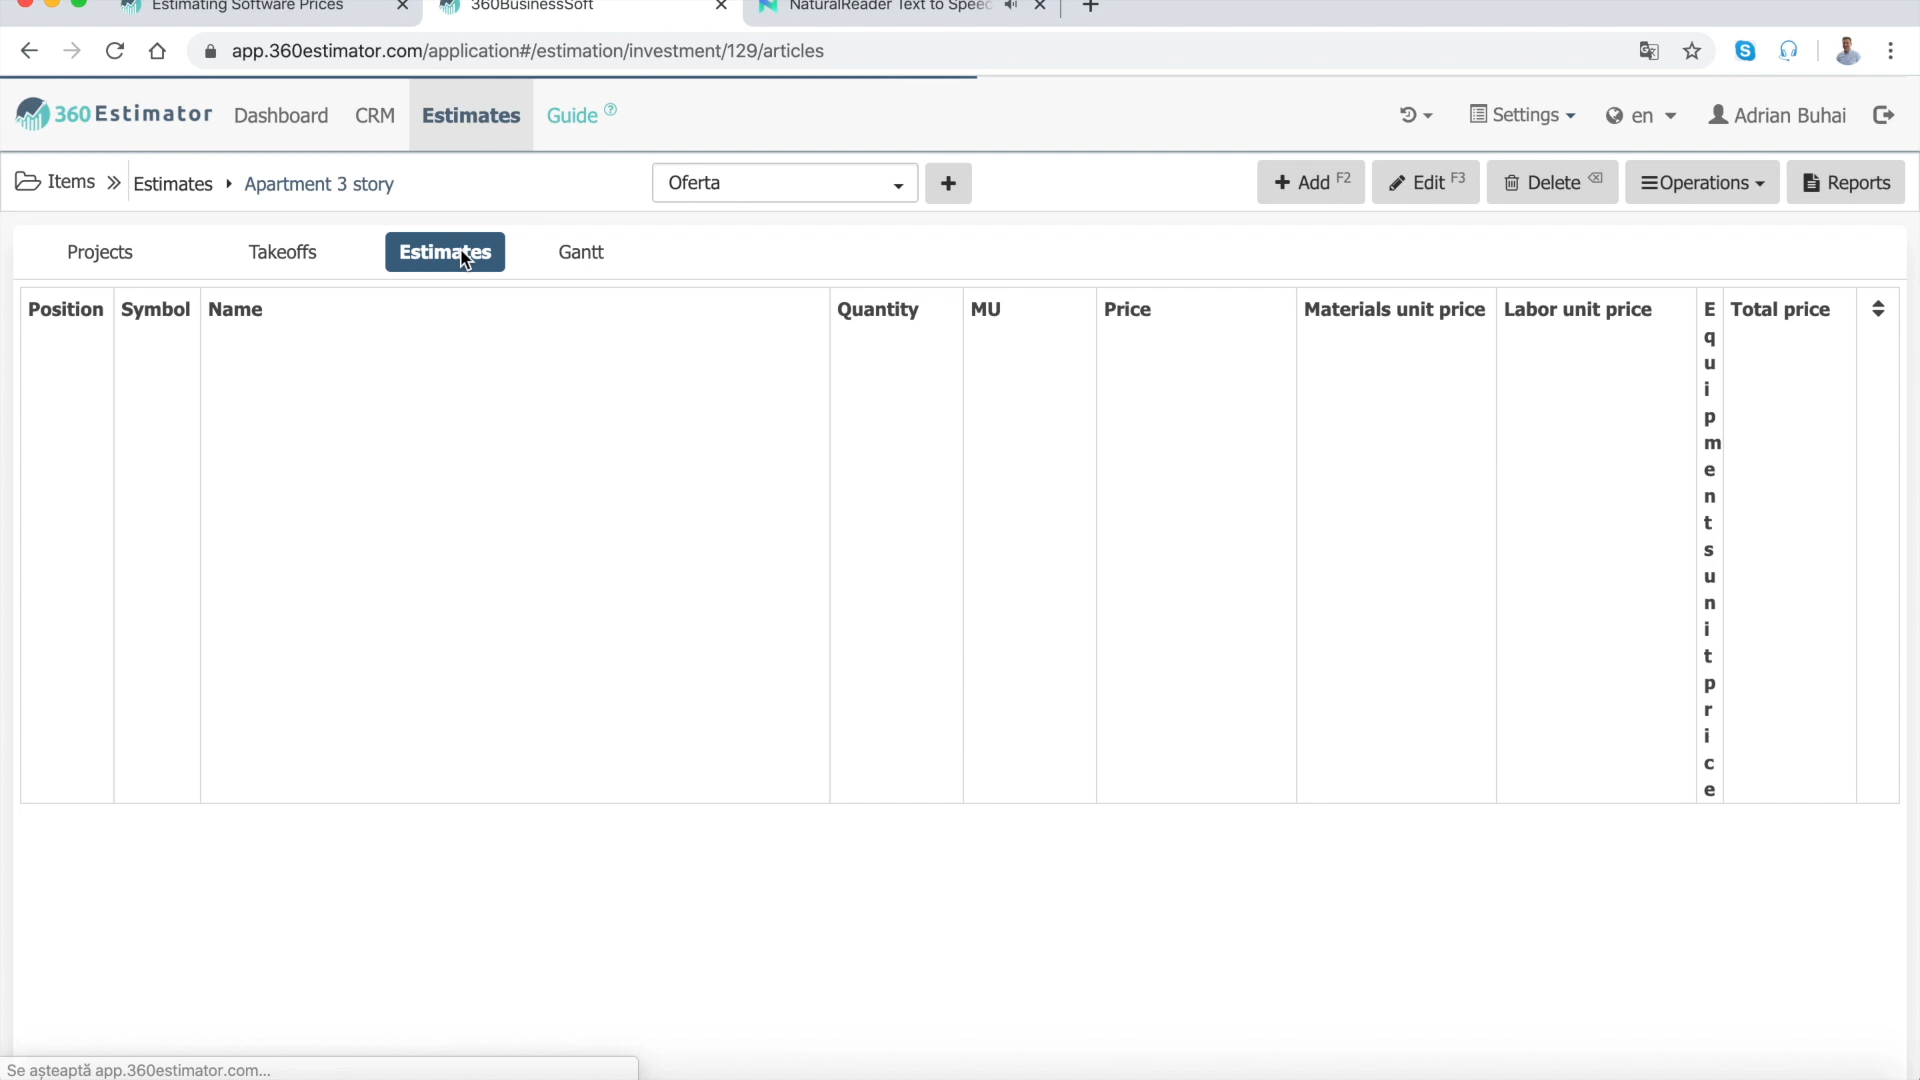 Estimating Software Prices
360BusinessSoft
NaturalReader Text to Speec
app.360estimator.com/application#/estimation/investment/129/articles
360Estimator Dashboard CRM Estimates Guide ? Settings en Adrian Buhai
Items » Estimates Apartment 3 story Oferta + + Add F2 Edit F3 Delete Operations Reports
Projects Takeoffs Estimates Gantt
Position Symbol Name Quantity MU Price Materials unit price Labor unit price Equipments unit price Total price
Se așteaptă app.360estimator.com...